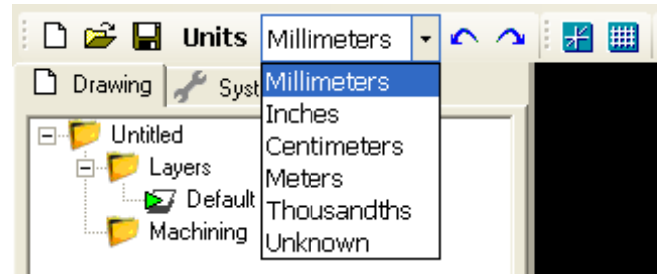 Units Millimeters
Drawing Syst Millimeters
Inches
Untitled
Centimeters
Layers
Meters
Default
Thousandths
Machining
Unknown